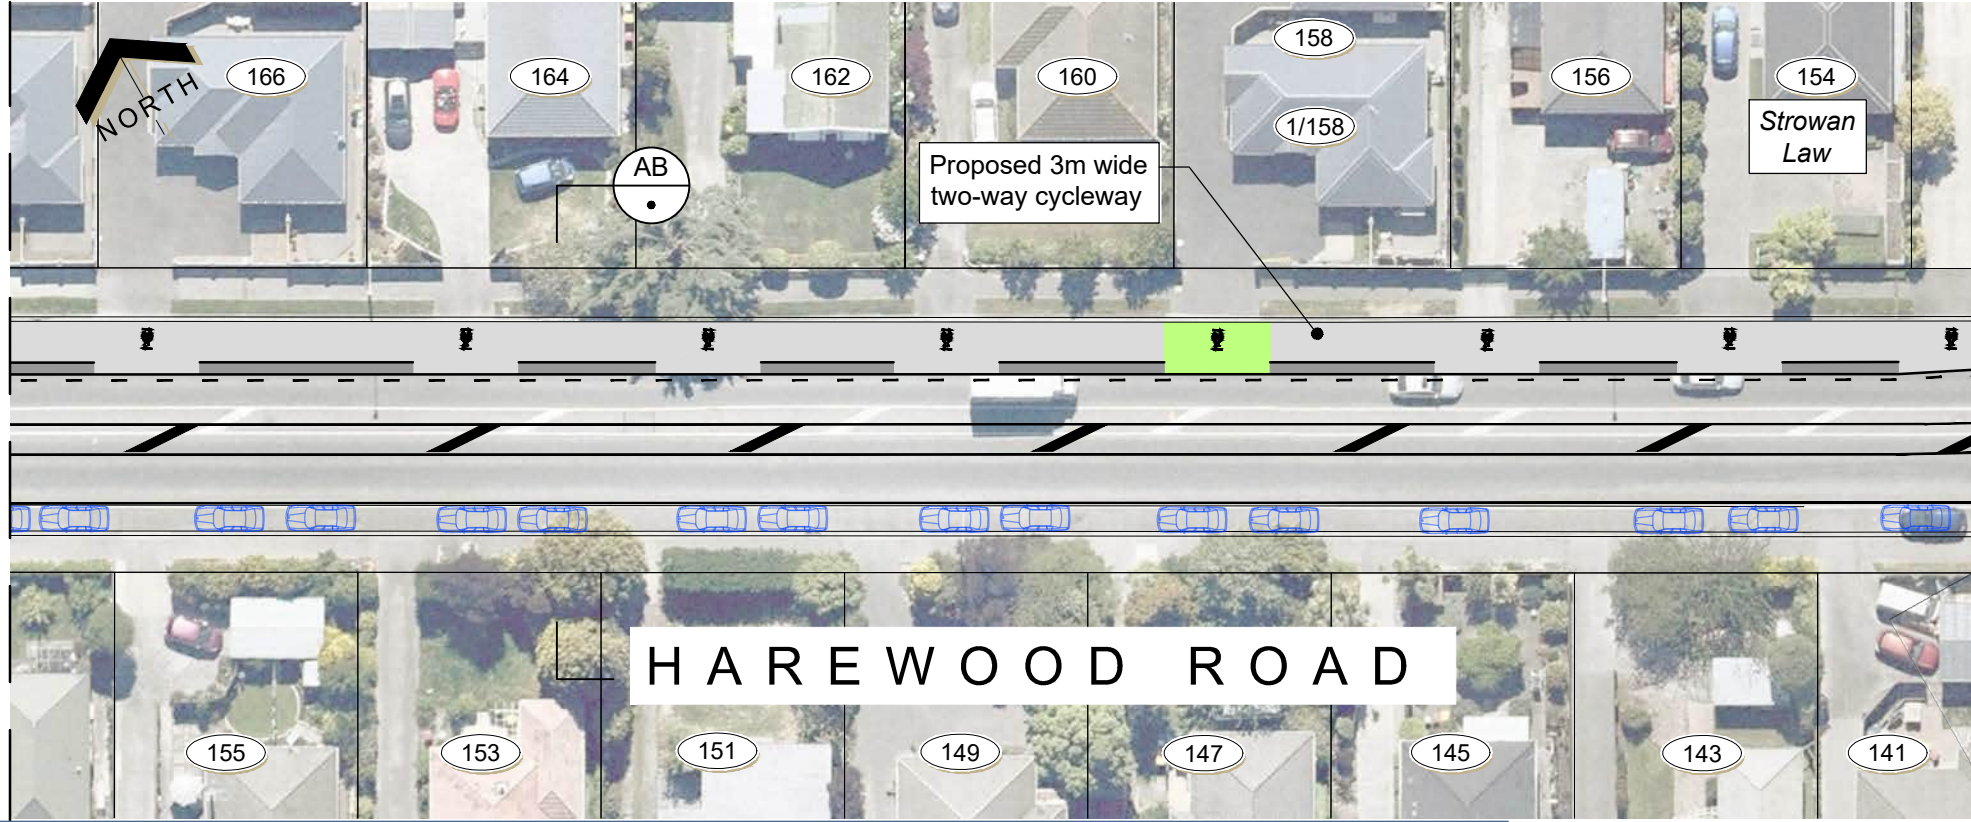 NORTH
166
164
162
160
158
1/158
156
154
Strowan
Law
AB
Proposed 3m wide
two-way cycleway
HAREWOOD ROAD
155
153
151
149
147
145
143
141